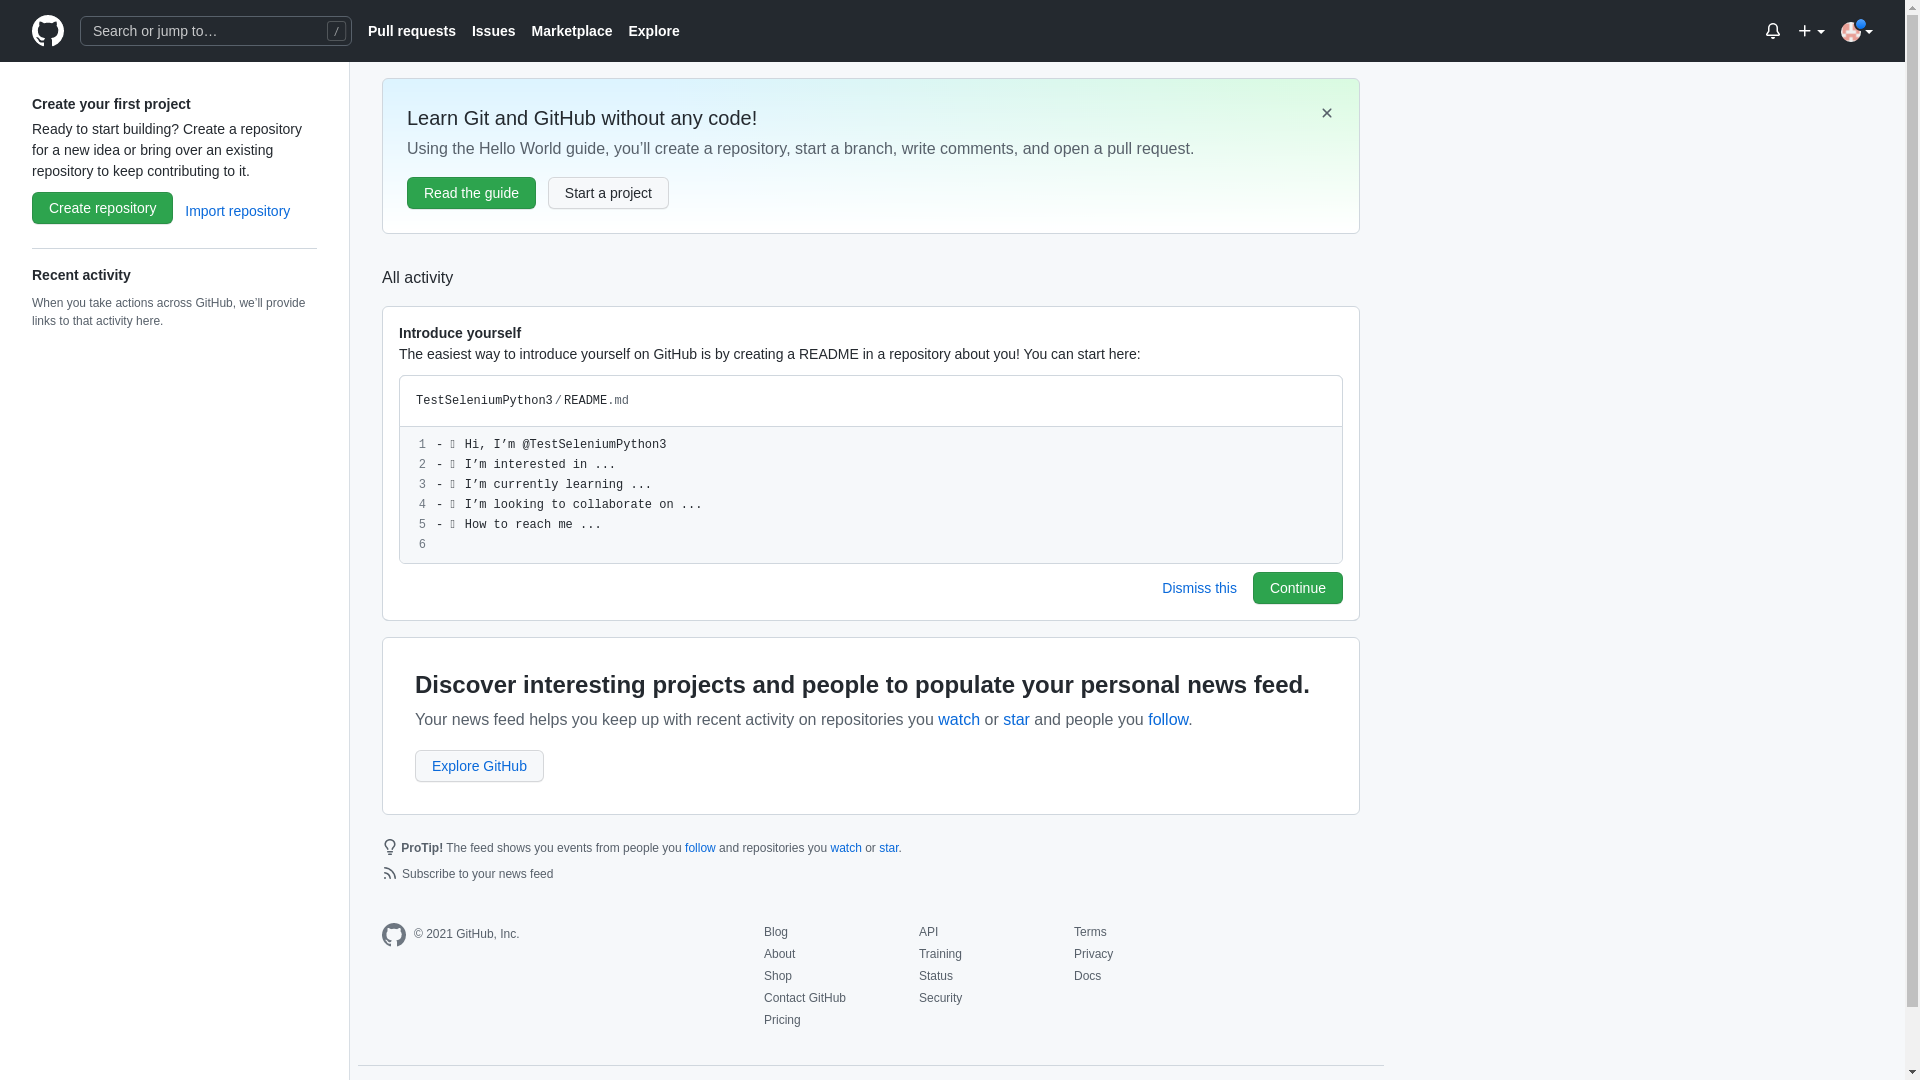 Search or jump to… /
Pull requests Issues Marketplace Explore
Create your first project
Ready to start building? Create a repository
for a new idea or bring over an existing
repository to keep contributing to it.
Create repository Import repository
Recent activity
When you take actions across GitHub, we’ll provide
links to that activity here.
Learn Git and GitHub without any code!
Using the Hello World guide, you’ll create a repository, start a branch, write comments, and open a pull request.
Read the guide Start a project
All activity
Introduce yourself
The easiest way to introduce yourself on GitHub is by creating a README in a repository about you! You can start here:
TestSeleniumPython3 / README.md
1 - Hi, I’m @TestSeleniumPython3
2 - I’m interested in ...
3 - I’m currently learning ...
4 - I’m looking to collaborate on ...
5 - How to reach me ...
6
Dismiss this Continue
Discover interesting projects and people to populate your personal news feed.
Your news feed helps you keep up with recent activity on repositories you watch or star and people you follow.
Explore GitHub
ProTip! The feed shows you events from people you follow and repositories you watch or star.
Subscribe to your news feed
© 2021 GitHub, Inc.
Blog
About
Shop
Contact GitHub
Pricing
API
Training
Status
Security
Terms
Privacy
Docs